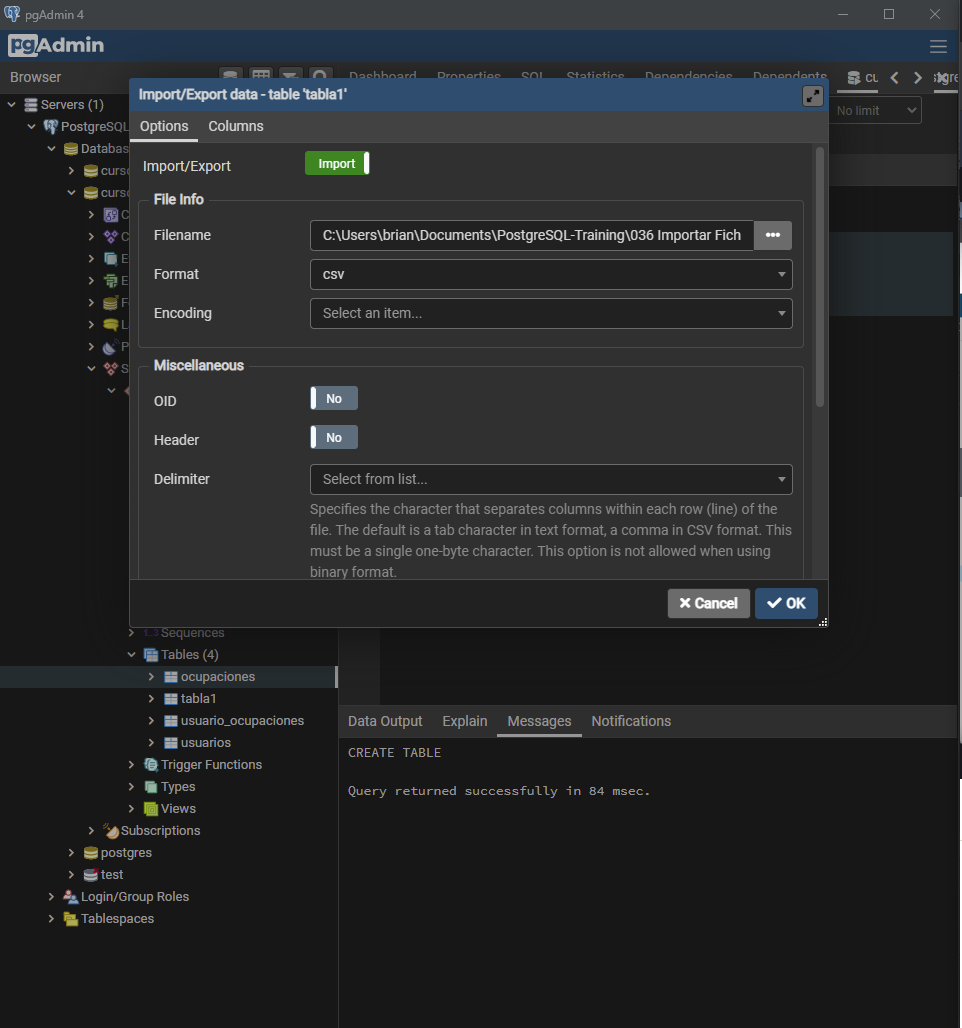 pgAdmin 4
pgAdmin
Browser
Dashboard Properties SQL Statistics Dependencies Dependents cu
Servers (1)
PostgreSQL
Databas
curso
curso
No limit
Import/Export data - table 'tabla1'
Options Columns
Import/Export Import
File Info
Filename C:\Users\brian\Documents\PostgreSQL-Training\036 Importar Fich
Format csv
Encoding Select an item...
Miscellaneous
OID No
Header No
Delimiter Select from list...
Specifies the character that separates columns within each row (line) of the
file. The default is a tab character in text format, a comma in CSV format. This
must be a single one-byte character. This option is not allowed when using
binary format.
Cancel OK
Sequences
Tables (4)
ocupaciones
tabla1
usuario_ocupaciones
usuarios
Trigger Functions
Types
Views
Subscriptions
postgres
test
Login/Group Roles
Tablespaces
Data Output Explain Messages Notifications
CREATE TABLE
Query returned successfully in 84 msec.